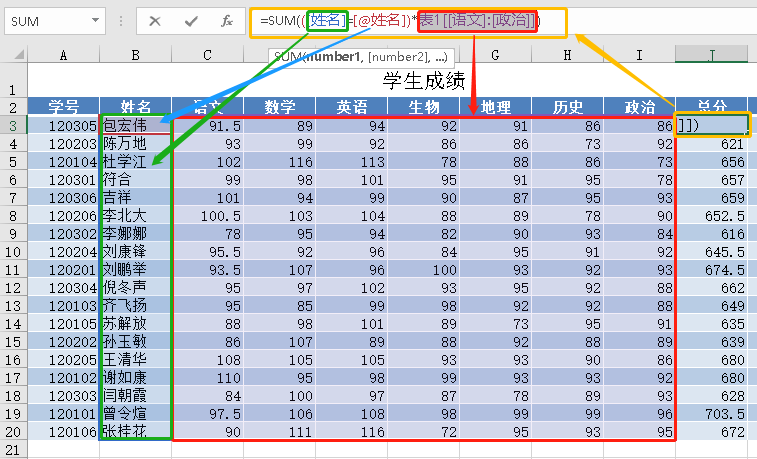 SUM =SUM(([姓名]=[@姓名])*表1[[语文]:[政治]])
SUM(number1, [number2], ...)
A B C D E F G H I J
1 学生成绩
2 学号 姓名 语文 数学 英语 生物 地理 历史 政治 总分
3 120305 包宏伟 91.5 89 94 92 91 86 86 ]])
4 120203 陈万地 93 99 92 86 86 73 92 621
5 120104 杜学江 102 116 113 78 88 86 73 656
6 120301 符合 99 98 101 95 91 95 78 657
7 120306 吉祥 101 94 99 90 87 95 93 659
8 120206 李北大 100.5 103 104 88 89 78 90 652.5
9 120302 李娜娜 78 95 94 82 90 93 84 616
10 120204 刘康锋 95.5 92 96 84 95 91 92 645.5
11 120201 刘鹏举 93.5 107 96 100 93 92 93 674.5
12 120304 倪冬声 95 97 102 93 95 92 88 662
13 120103 齐飞扬 95 85 99 98 92 92 88 649
14 120105 苏解放 88 98 101 89 73 95 91 635
15 120202 孙玉敏 86 107 89 88 92 88 89 639
16 120205 王清华 108 105 105 93 93 90 86 680
17 120102 谢如康 110 95 98 99 93 93 92 680
18 120303 闫朝霞 84 100 97 87 78 89 93 628
19 120101 曾令煊 97.5 106 108 98 99 99 96 703.5
20 120106 张桂花 90 111 116 72 95 93 95 672
21